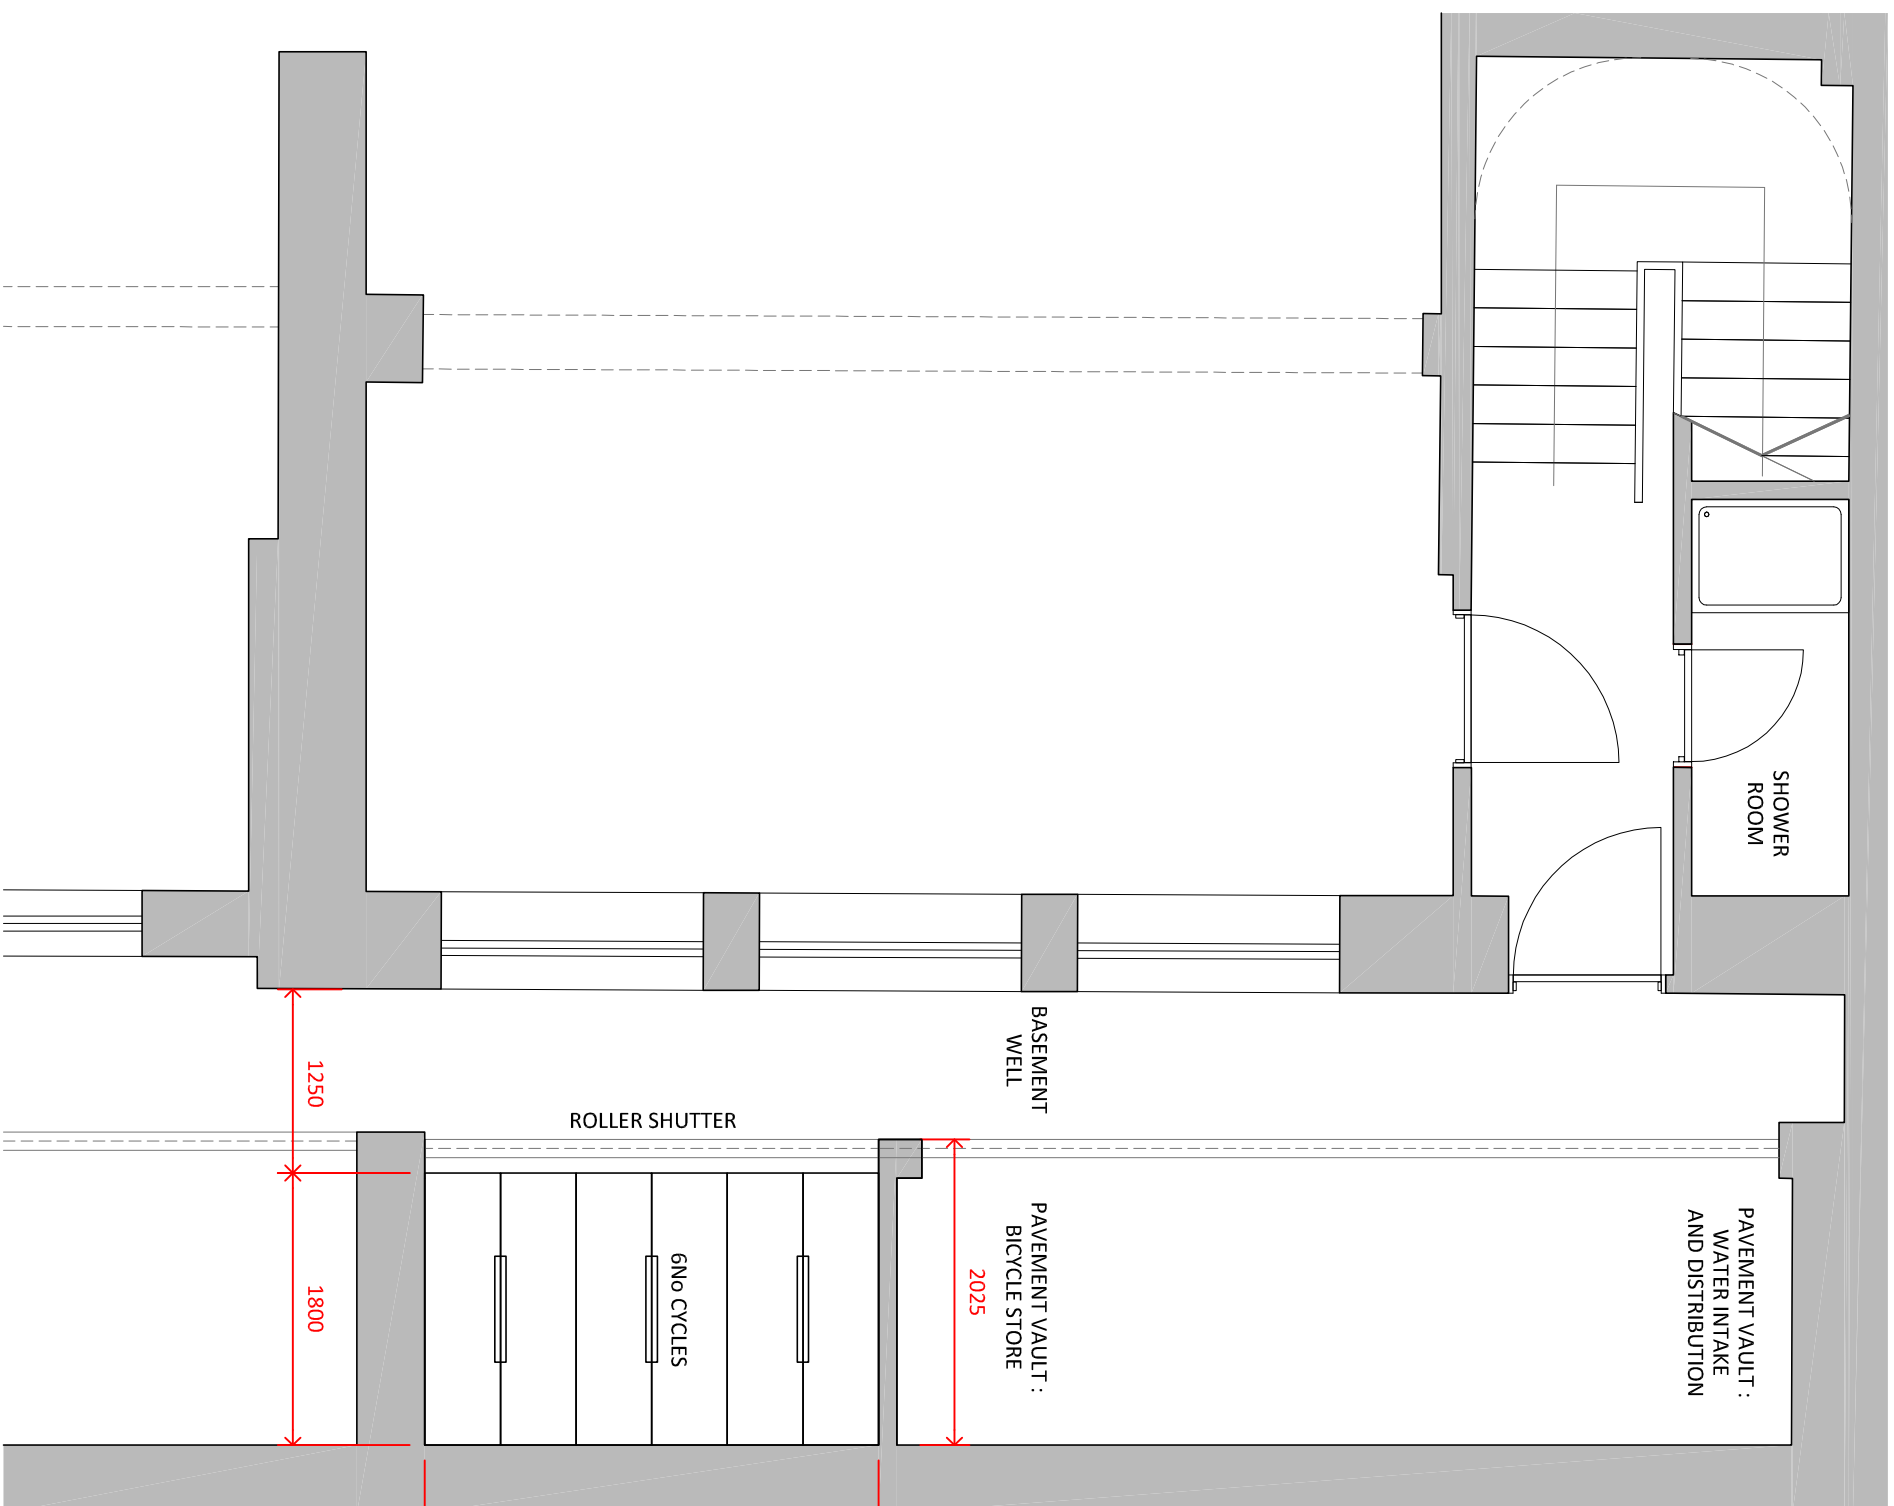 SHOWER
ROOM
BASEMENT
WELL
1250
ROLLER SHUTTER
1800
6No CYCLES
2025
PAVEMENT VAULT :
BICYCLE STORE
PAVEMENT VAULT :
WATER INTAKE
AND DISTRIBUTION